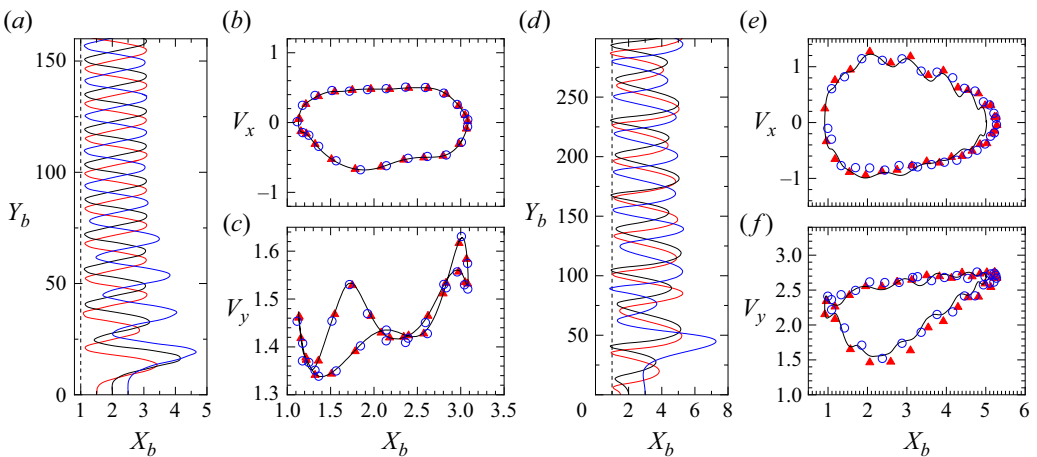 (a)
150
100
Y_b
50
0
0 1 2 3 4 5
X_b
(b)
1
V_x 0
−1
(c)
1.6
1.5
V_y
1.4
1.3
1.0 1.5 2.0 2.5 3.0 3.5
X_b
(d)
250
200
Y_b 150
100
50
0
0 2 4 6 8
X_b
(e)
1
V_x 0
−1
(f)
3.0
2.5
V_y 2.0
1.5
1.0
1 2 3 4 5 6
X_b